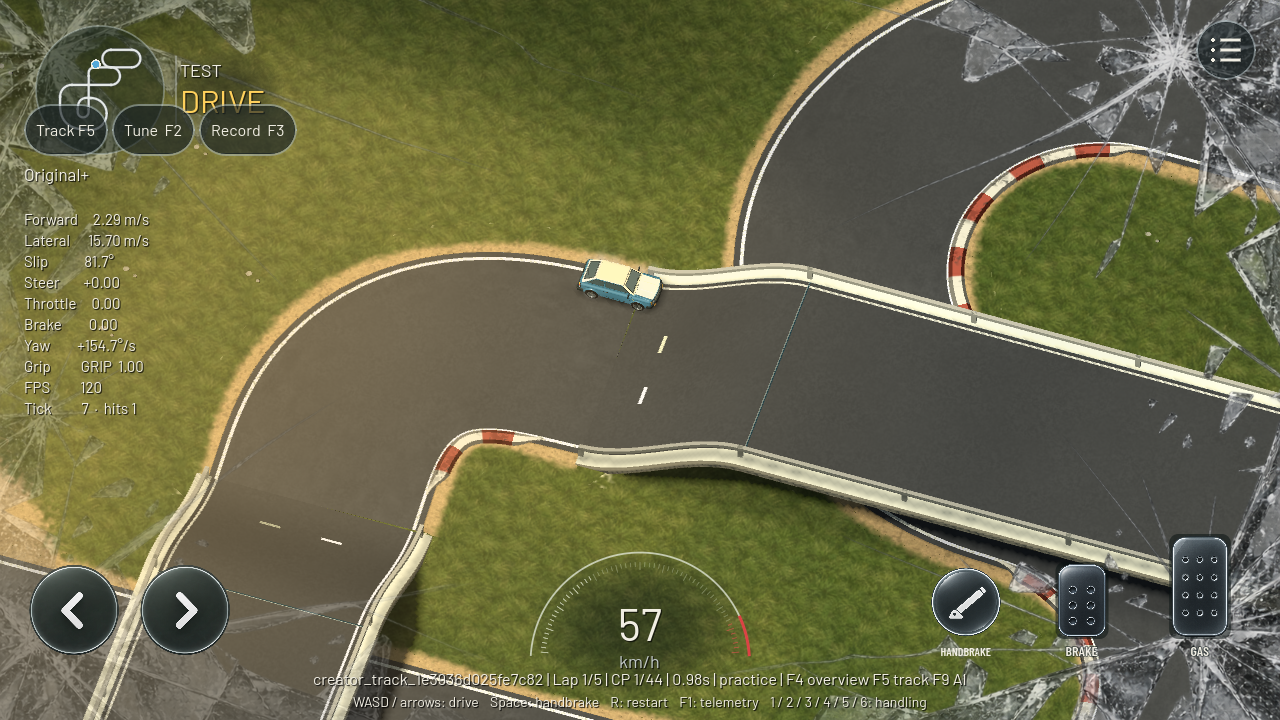 TEST
DRIVE
Track F5 Tune F2 Record F3
Original+
Forward 2.29 m/s
Lateral 15.70 m/s
Slip 81.7°
Steer +0.00
Throttle 0.00
Brake 0.00
Yaw +154.7°/s
Grip GRIP 1.00
FPS 120
Tick 7 · hits 1
57
km/h
HANDBRAKE
BRAKE
GAS
creator_track_1e3936d025fe7c82 | Lap 1/5 | CP 1/44 | 0.98s | practice | F4 overview F5 track F9 AI
WASD / arrows: drive Space: handbrake R: restart F1: telemetry 1 / 2 / 3 / 4 / 5 / 6: handling